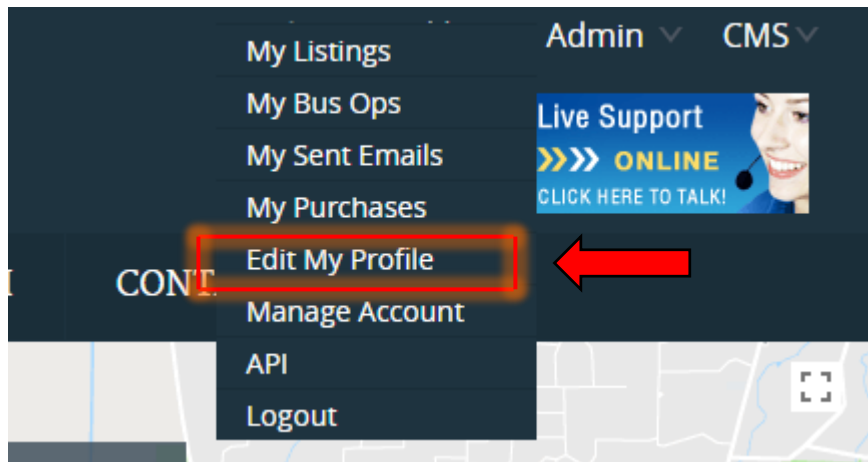 Admin CMS
My Listings
My Bus Ops
My Sent Emails
My Purchases
Edit My Profile
Manage Account
API
Logout
Live Support
ONLINE
CLICK HERE TO TALK!
CONT